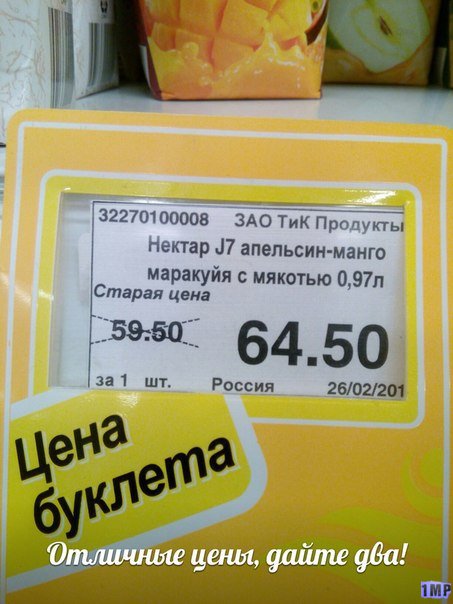 32270100008 ЗАО ТиК Продукты
Нектар J7 апельсин-манго
маракуйя с мякотью 0,97л
Старая цена
59.50 64.50
за 1 шт. Россия 26/02/201
Цена
буклета
Отличные цены, дайте два!
1MP